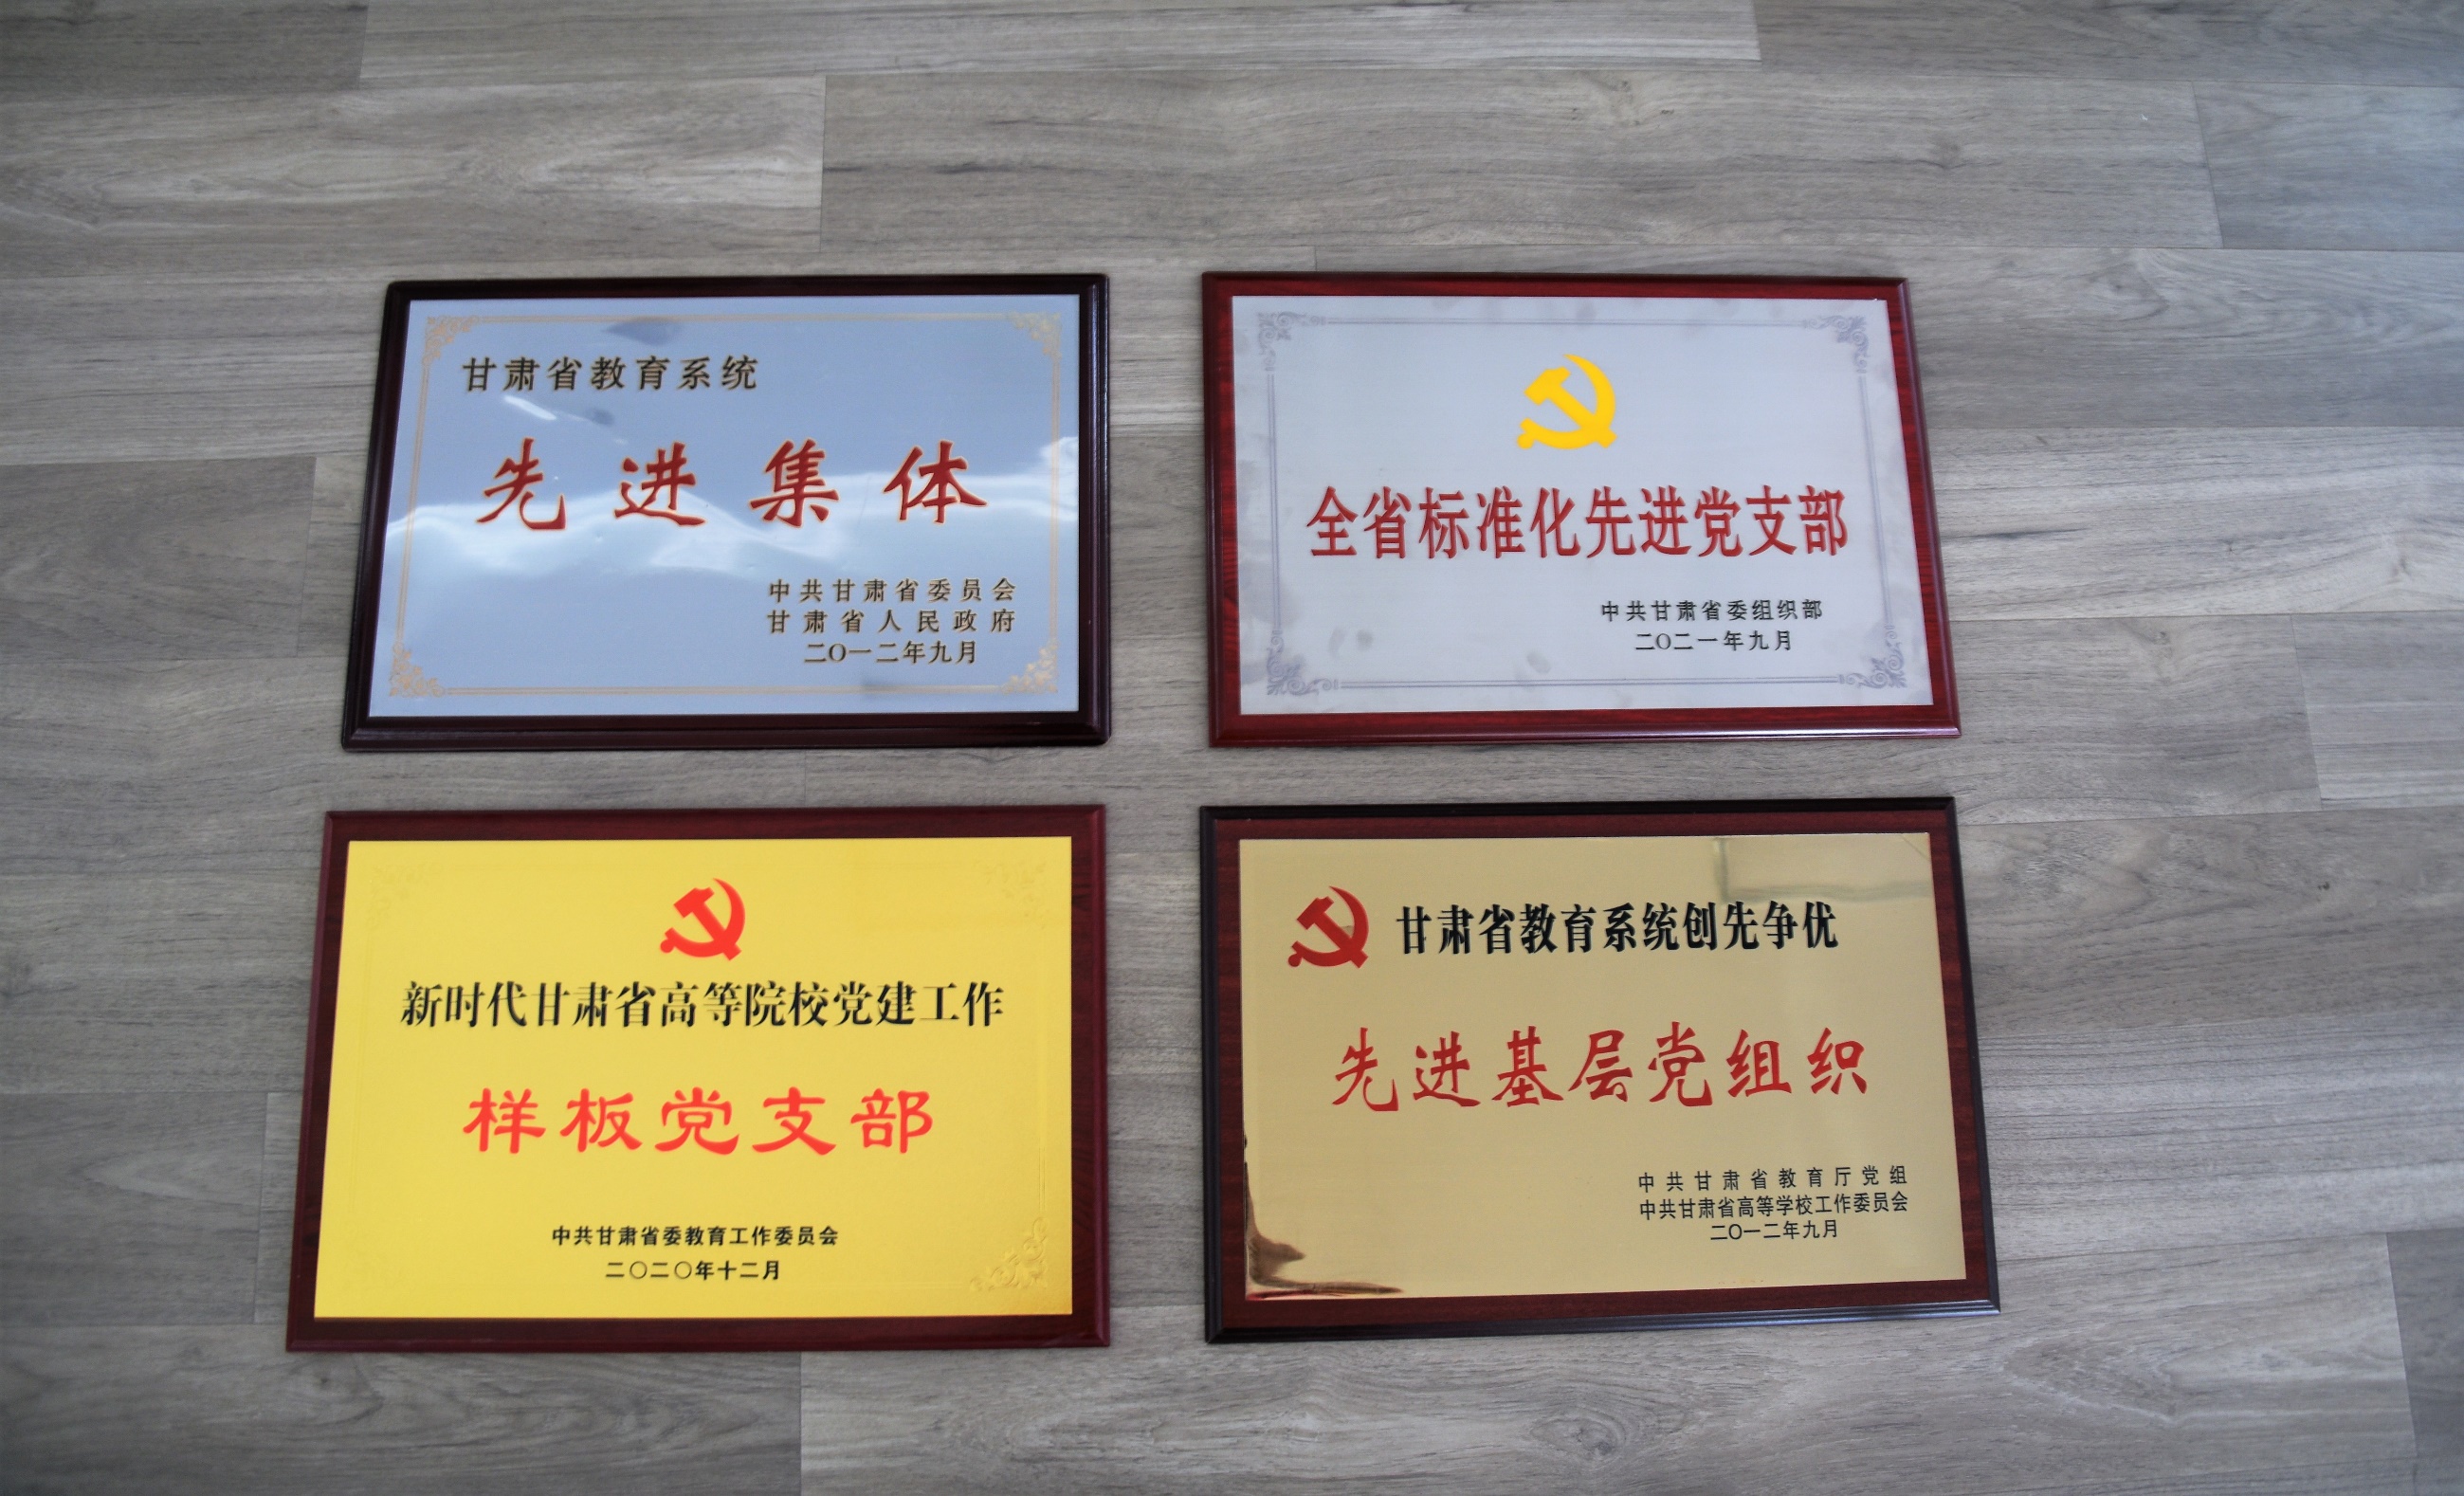 甘肃省教育系统
先进集体
中共甘肃省委员会
甘肃省人民政府
二〇一二年九月
全省标准化先进党支部
中共甘肃省委组织部
二〇二一年九月
新时代甘肃省高等院校党建工作
样板党支部
中共甘肃省委教育工作委员会
二〇二〇年十二月
甘肃省教育系统创先争优
先进基层党组织
中共甘肃省教育厅党组
中共甘肃省高等学校工作委员会
二〇一二年九月